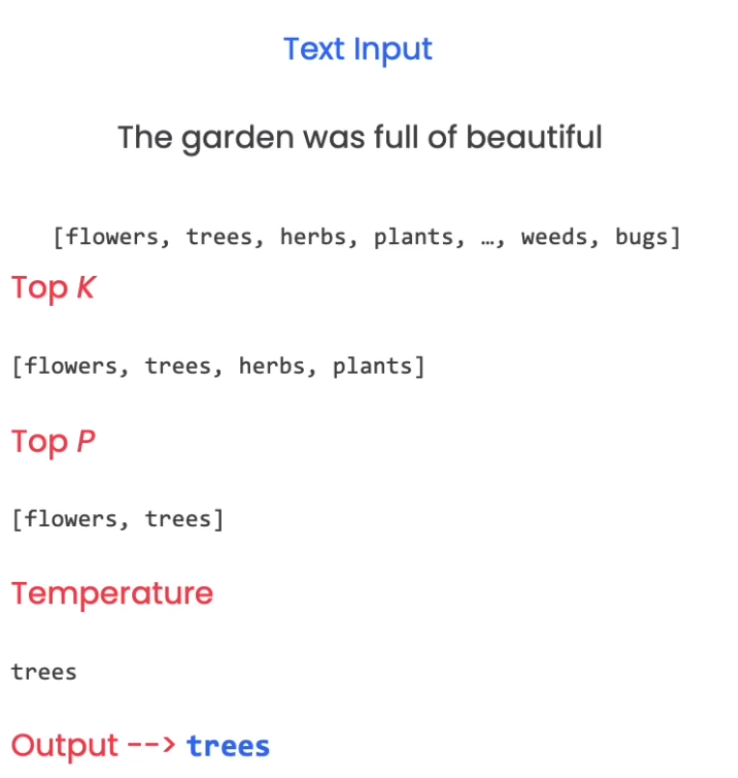 Text Input
The garden was full of beautiful
[flowers, trees, herbs, plants, …, weeds, bugs]
Top K
[flowers, trees, herbs, plants]
Top P
[flowers, trees]
Temperature
trees
Output --> trees